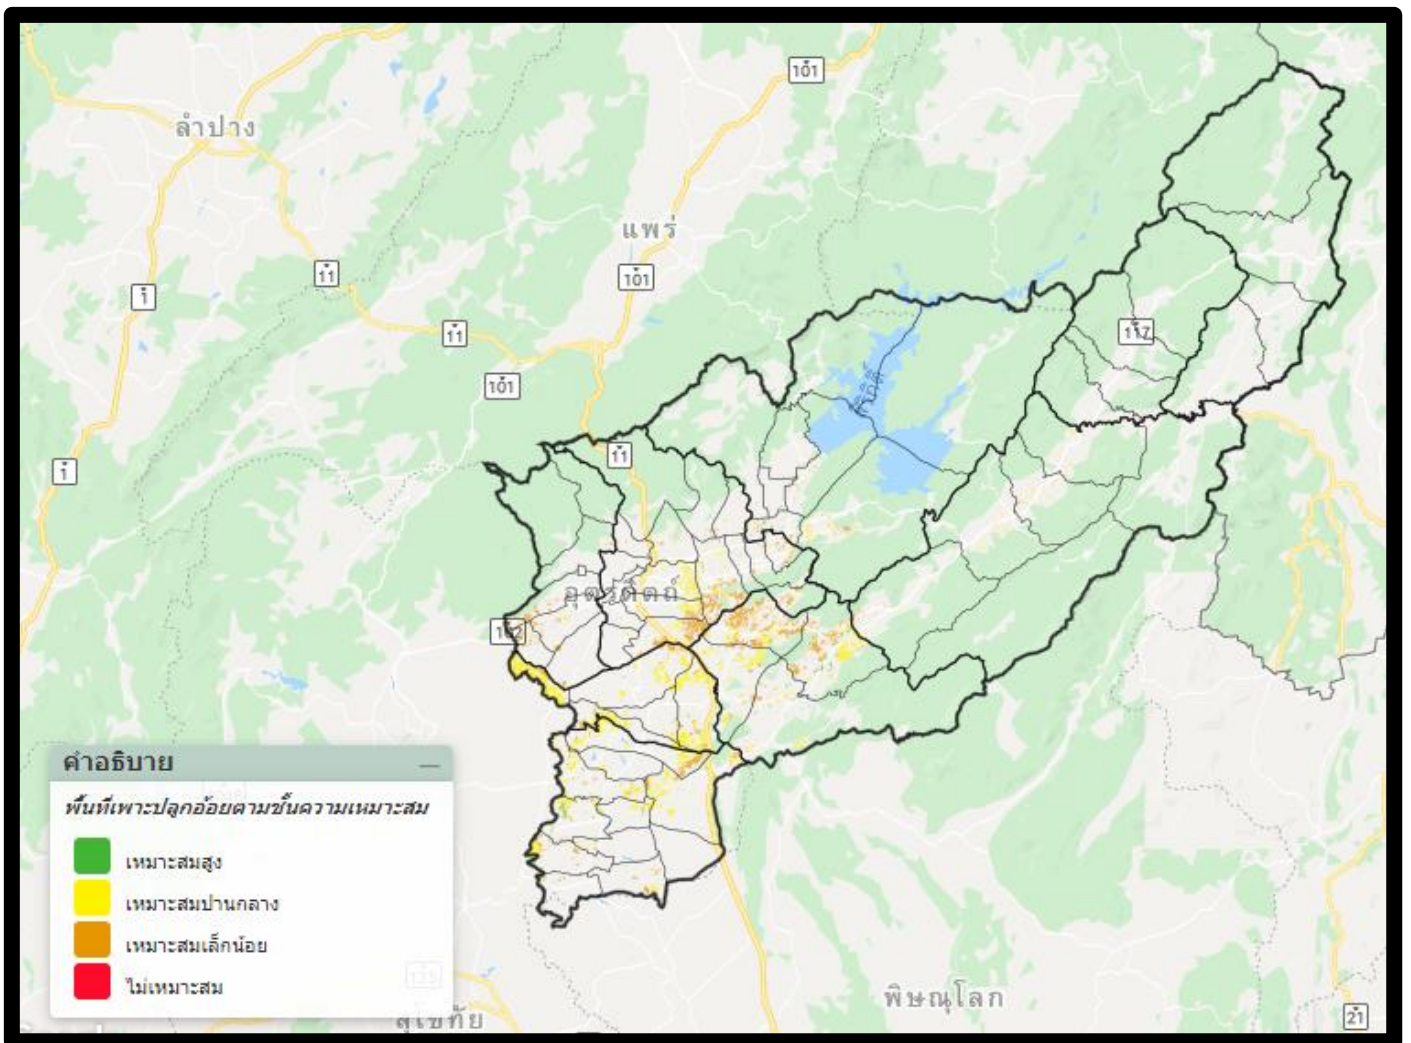 101
ลำปาง
แพร่
11
101
1
117
11
101
11
1
อุตรดิตถ์
102
คำอธิบาย
พื้นที่เพาะปลูกอ้อยตามชั้นความเหมาะสม
เหมาะสมสูง
เหมาะสมปานกลาง
เหมาะสมเล็กน้อย
ไม่เหมาะสม
พิษณุโลก
สุโขทัย
21